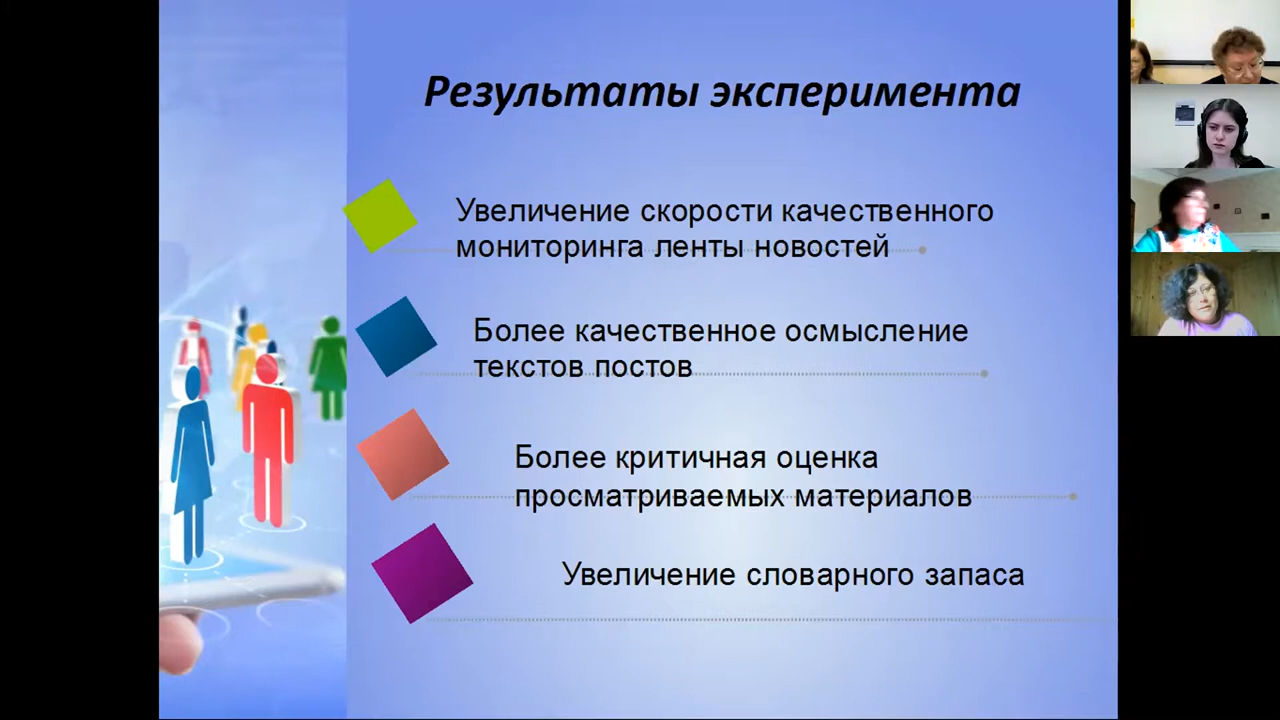 Результаты эксперимента
Увеличение скорости качественного
мониторинга ленты новостей
Более качественное осмысление
текстов постов
Более критичная оценка
просматриваемых материалов
Увеличение словарного запаса